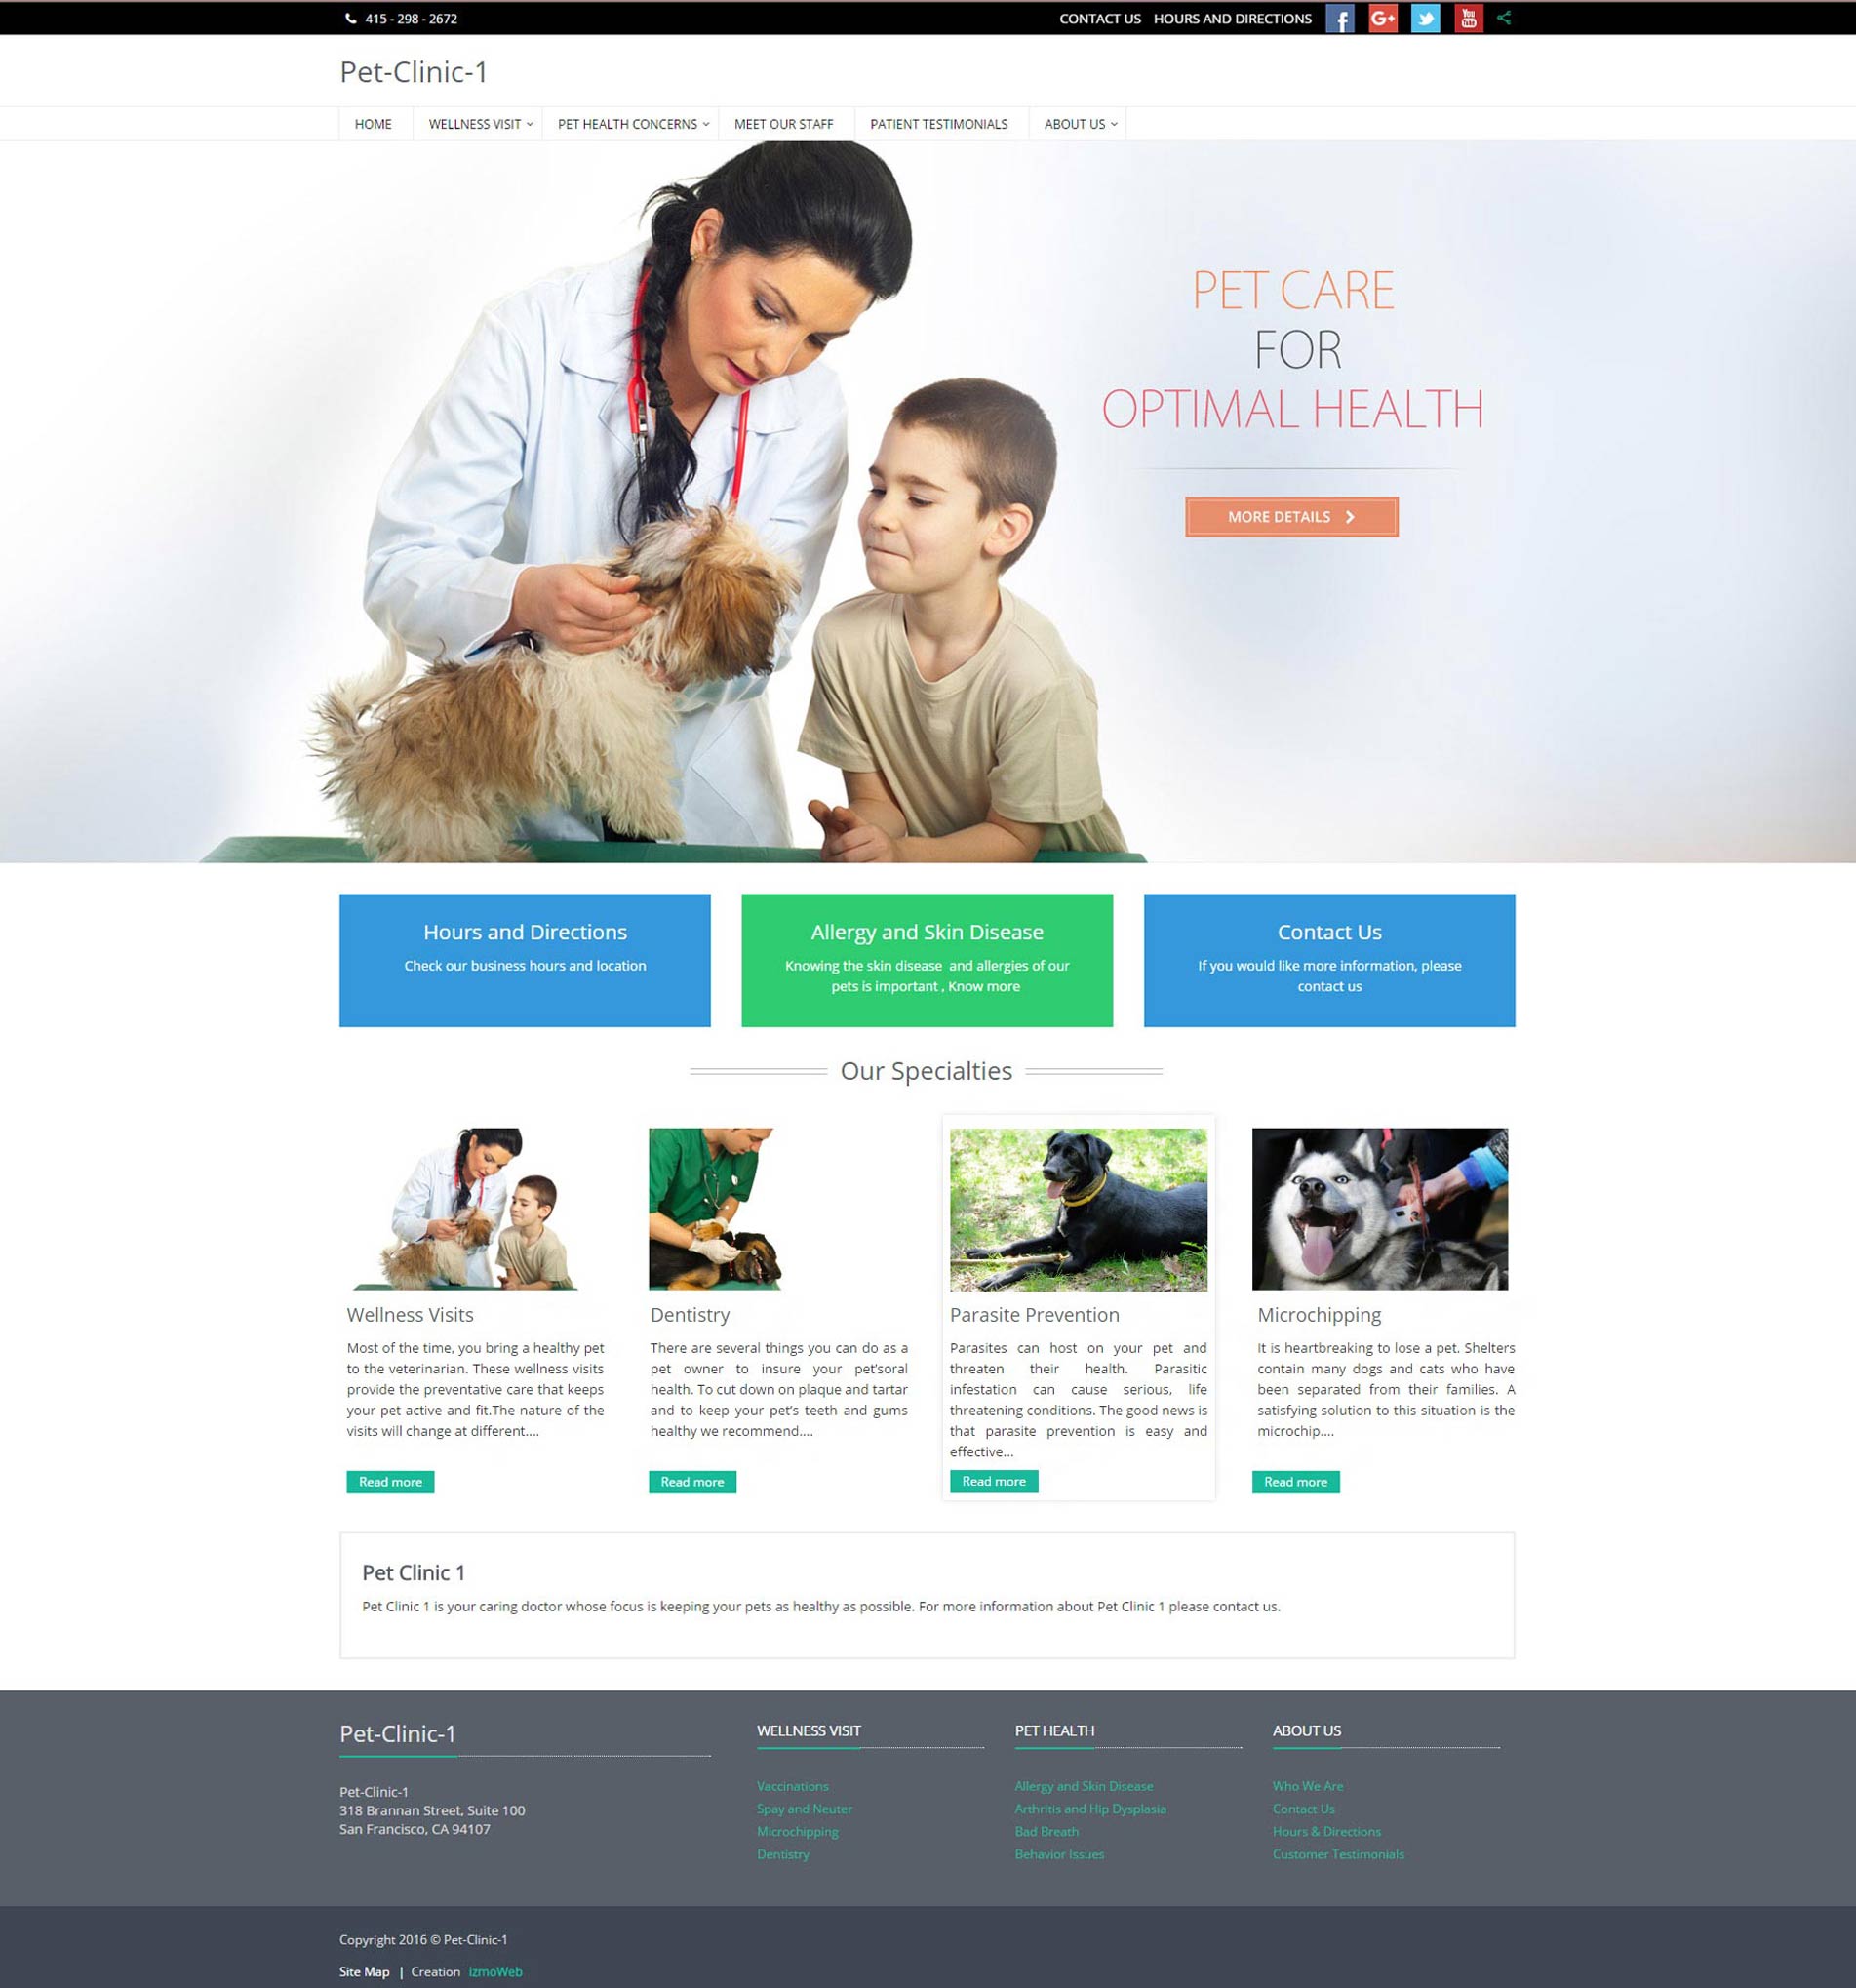 415 - 298 - 2672
CONTACT US HOURS AND DIRECTIONS
You
Tube
G+
Pet-Clinic-1
HOME WELLNESS VISIT PET HEALTH CONCERNS MEET OUR STAFF PATIENT TESTIMONIALS ABOUT US
PET CARE
FOR
OPTIMAL HEALTH
MORE DETAILS
Hours and Directions
Check our business hours and location
Allergy and Skin Disease
Knowing the skin disease and allergies of our
pets is important , Know more
Contact Us
If you would like more information, please
contact us
Our Specialties
Wellness Visits
Most of the time, you bring a healthy pet
to the veterinarian. These wellness visits
provide the preventative care that keeps
your pet active and fit.The nature of the
visits will change at different....
Read more
Dentistry
There are several things you can do as a
pet owner to insure your pet'soral
health. To cut down on plaque and tartar
and to keep your pet's teeth and gums
healthy we recommend....
Read more
Parasite Prevention
Parasites can host on your pet and
threaten their health. Parasitic
infestation can cause serious, life
threatening conditions. The good news is
that parasite prevention is easy and
effective...
Read more
Microchipping
It is heartbreaking to lose a pet. Shelters
contain many dogs and cats who have
been separated from their families. A
satisfying solution to this situation is the
microchip....
Read more
Pet Clinic 1
Pet Clinic 1 is your caring doctor whose focus is keeping your pets as healthy as possible. For more information about Pet Clinic 1 please contact us.
Pet-Clinic-1
Pet-Clinic-1
318 Brannan Street, Suite 100
San Francisco, CA 94107
WELLNESS VISIT
Vaccinations
Spay and Neuter
Microchipping
Dentistry
PET HEALTH
Allergy and Skin Disease
Arthritis and Hip Dysplasia
Bad Breath
Behavior Issues
ABOUT US
Who We Are
Contact Us
Hours & Directions
Customer Testimonials
Copyright 2016 © Pet-Clinic-1
Site Map | Creation IzmoWeb